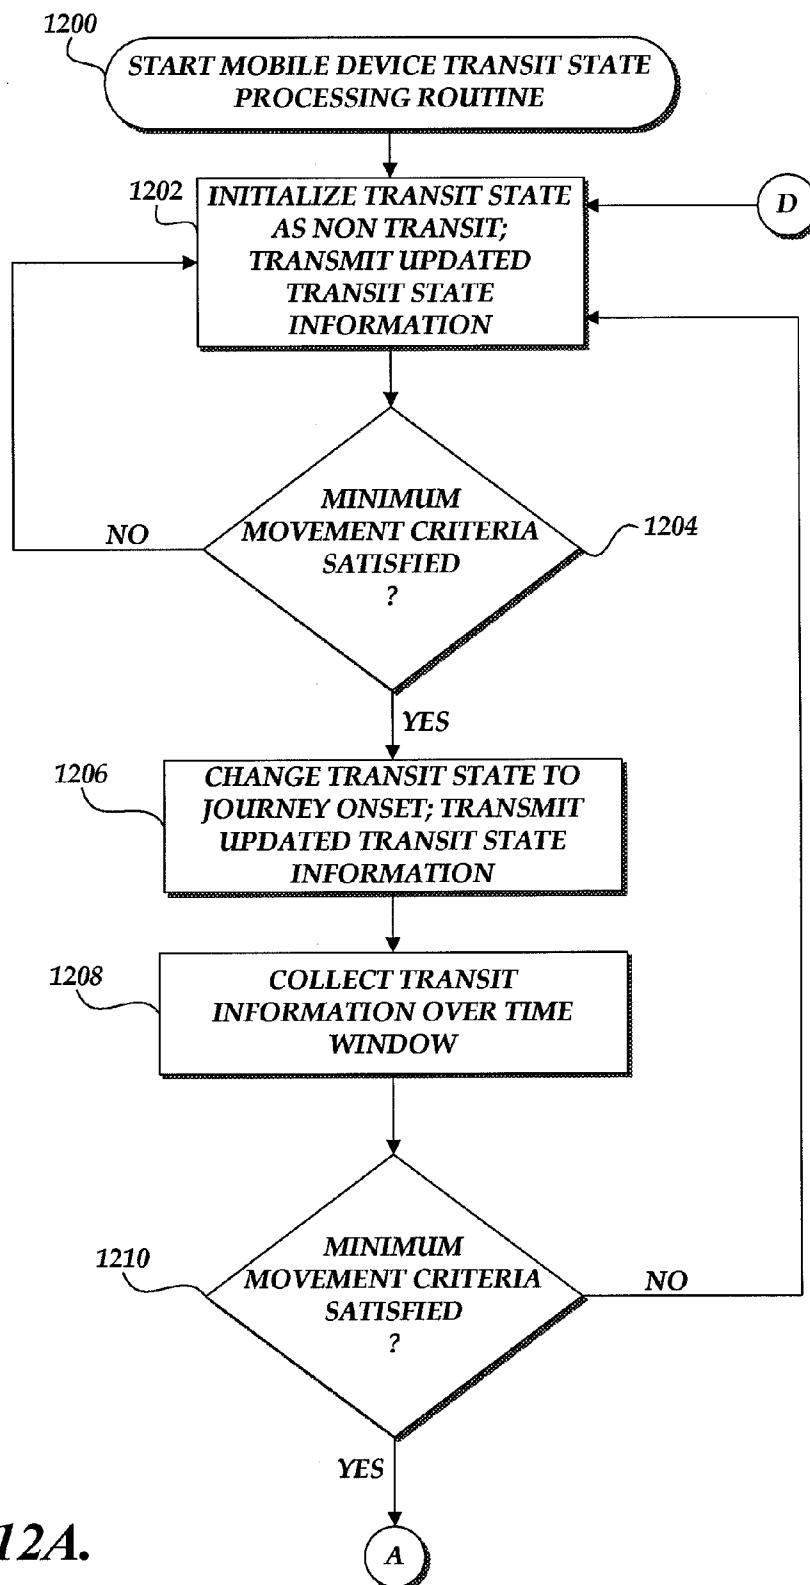 1200
START MOBILE DEVICE TRANSIT STATE
PROCESSING ROUTINE
1202
INITIALIZE TRANSIT STATE
AS NON TRANSIT;
TRANSMIT UPDATED
TRANSIT STATE
INFORMATION
D
MINIMUM
MOVEMENT CRITERIA
SATISFIED
?
NO
1204
YES
1206
CHANGE TRANSIT STATE TO
JOURNEY ONSET; TRANSMIT
UPDATED TRANSIT STATE
INFORMATION
1208
COLLECT TRANSIT
INFORMATION OVER TIME
WINDOW
1210
MINIMUM
MOVEMENT CRITERIA
SATISFIED
?
NO
YES
A
12A.